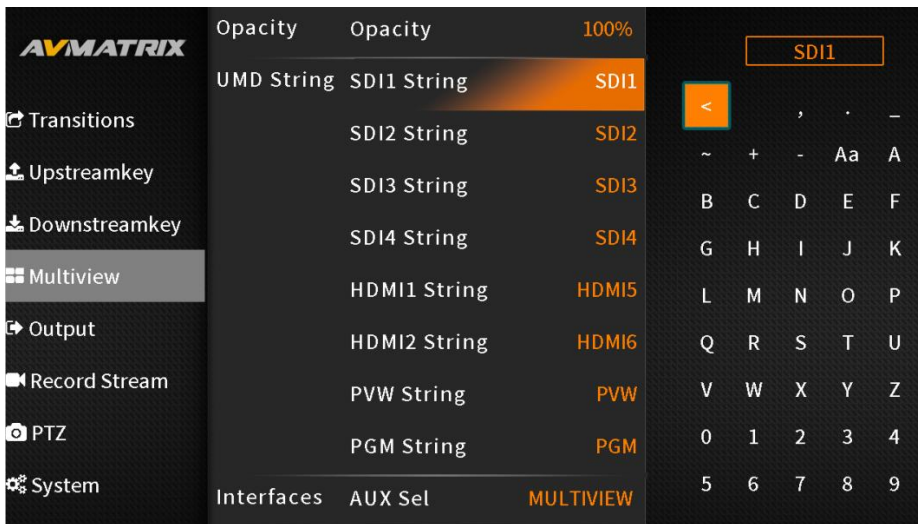 AVMATRIX
Transitions
Upstreamkey
Downstreamkey
Multiview
Output
Record Stream
PTZ
System
Opacity Opacity 100%
UMD String SDI1 String SDI1
SDI2 String SDI2
SDI3 String SDI3
SDI4 String SDI4
HDMI1 String HDMI5
HDMI2 String HDMI6
PVW String PVW
PGM String PGM
Interfaces AUX Sel MULTIVIEW
SDI1
< , . _
~ + - Aa A
B C D E F
G H I J K
L M N O P
Q R S T U
V W X Y Z
0 1 2 3 4
5 6 7 8 9